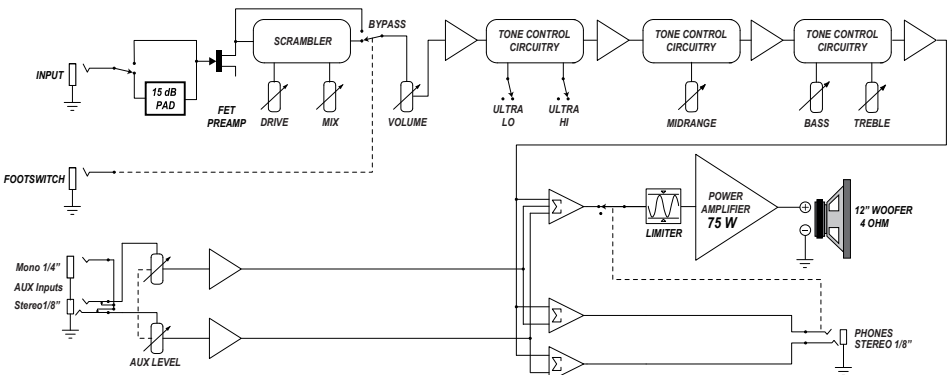 SCRAMBLER
BYPASS
TONE CONTROL
CIRCUITRY
TONE CONTROL
CIRCUITRY
TONE CONTROL
CIRCUITRY
INPUT
15 dB
PAD
FET
PREAMP
DRIVE
MIX
VOLUME
ULTRA
LO
ULTRA
HI
MIDRANGE
BASS
TREBLE
FOOTSWITCH
Σ
LIMITER
POWER
AMPLIFIER
75 W
+
−
12" WOOFER
4 OHM
Mono 1/4"
AUX Inputs
Stereo1/8"
AUX LEVEL
Σ
Σ
PHONES
STEREO 1/8"